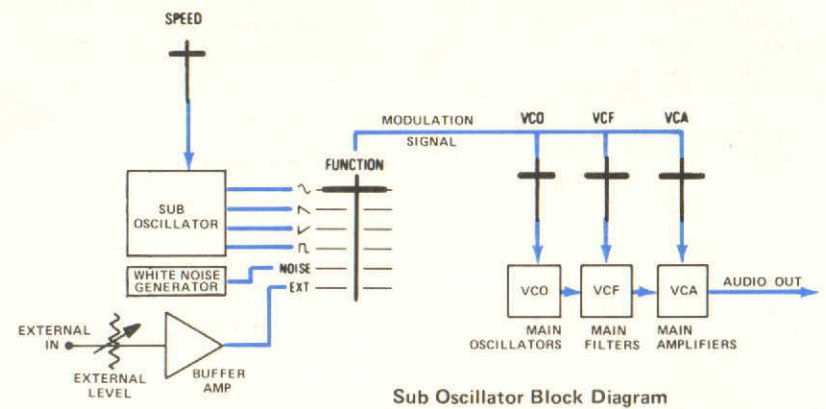 SPEED
MODULATION
SIGNAL
VCO
VCF
VCA
FUNCTION
SUB
OSCILLATOR
WHITE NOISE
GENERATOR
NOISE
EXT
EXTERNAL
IN
EXTERNAL
LEVEL
BUFFER
AMP
VCO
VCF
VCA
AUDIO OUT
MAIN
OSCILLATORS
MAIN
FILTERS
MAIN
AMPLIFIERS
Sub Oscillator Block Diagram